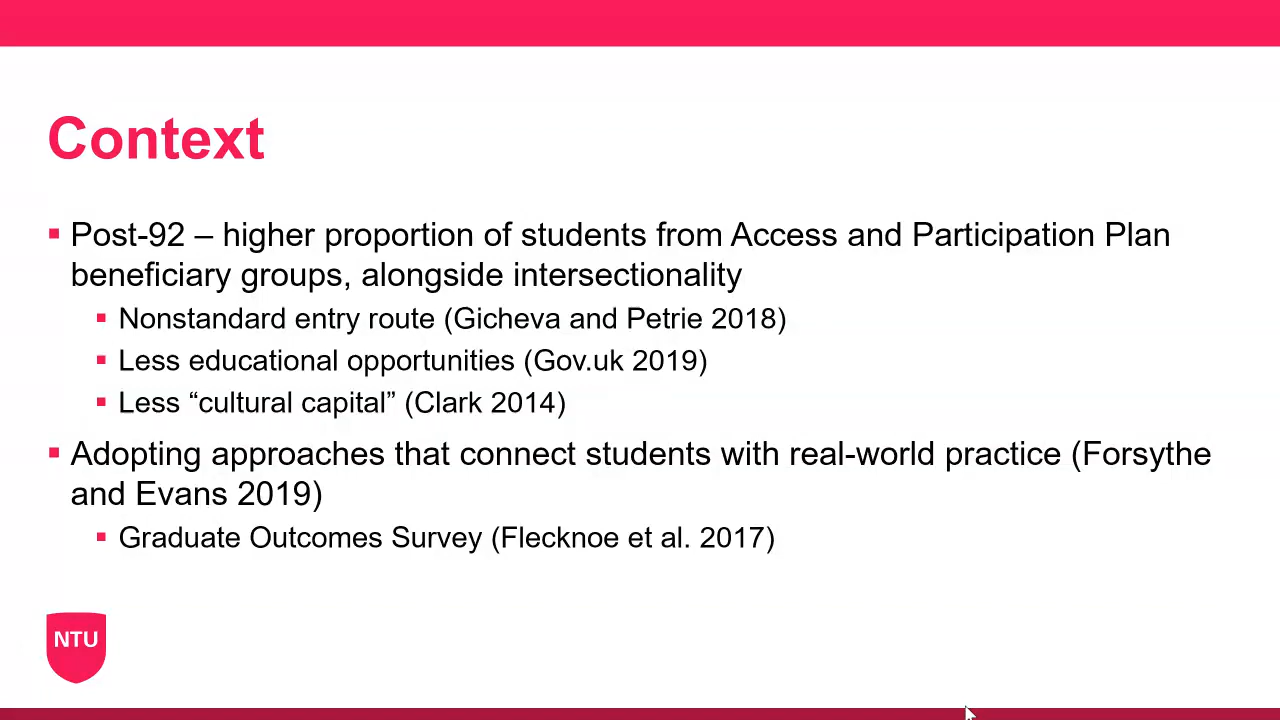 Context
Post-92 – higher proportion of students from Access and Participation Plan
beneficiary groups, alongside intersectionality
Nonstandard entry route (Gicheva and Petrie 2018)
Less educational opportunities (Gov.uk 2019)
Less “cultural capital” (Clark 2014)
Adopting approaches that connect students with real-world practice (Forsythe
and Evans 2019)
Graduate Outcomes Survey (Flecknoe et al. 2017)
NTU